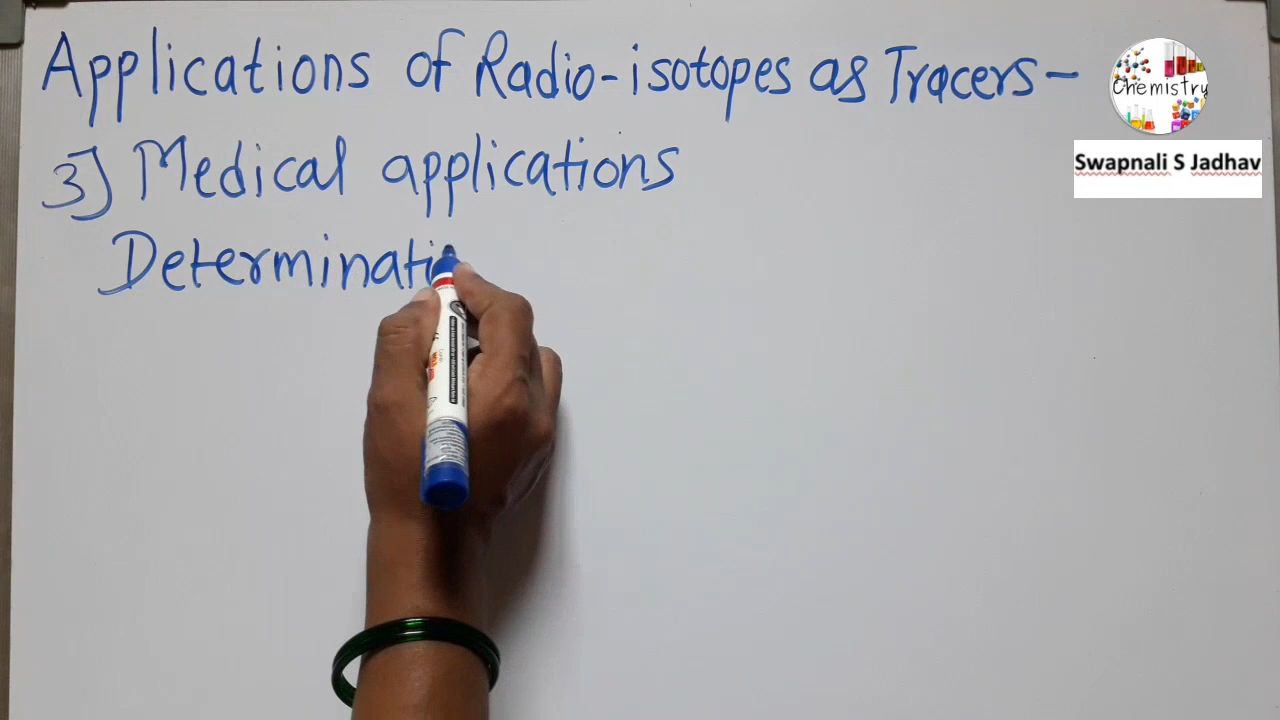 Applications of Radio-isotopes as Tracers-
Chemistry
Swapnali S Jadhav
3] Medical applications
Determinati